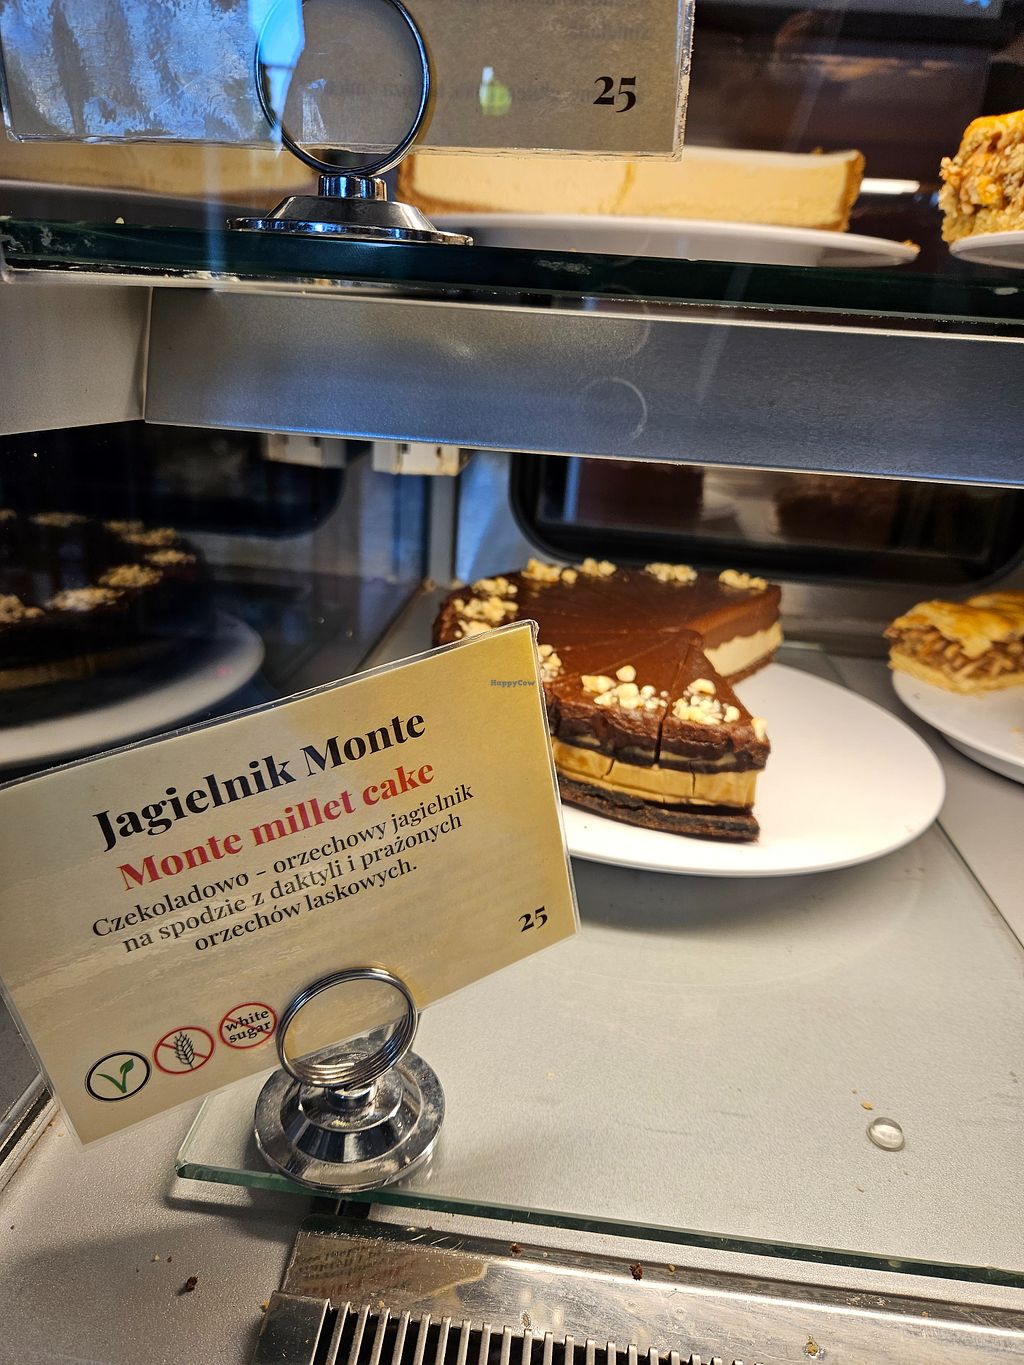 25
HappyCow
Jagielnik Monte
Monte millet cake
Czekoladowo - orzechowy jagielnik
na spodzie z daktyli i prażonych
orzechów laskowych.
25
white
sugar